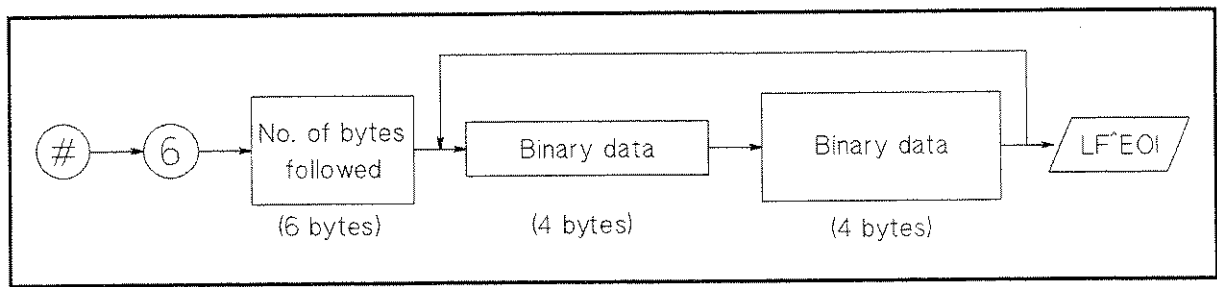 #
6
No. of bytes
followed
(6 bytes)
Binary data
(4 bytes)
Binary data
(4 bytes)
LF^EOI